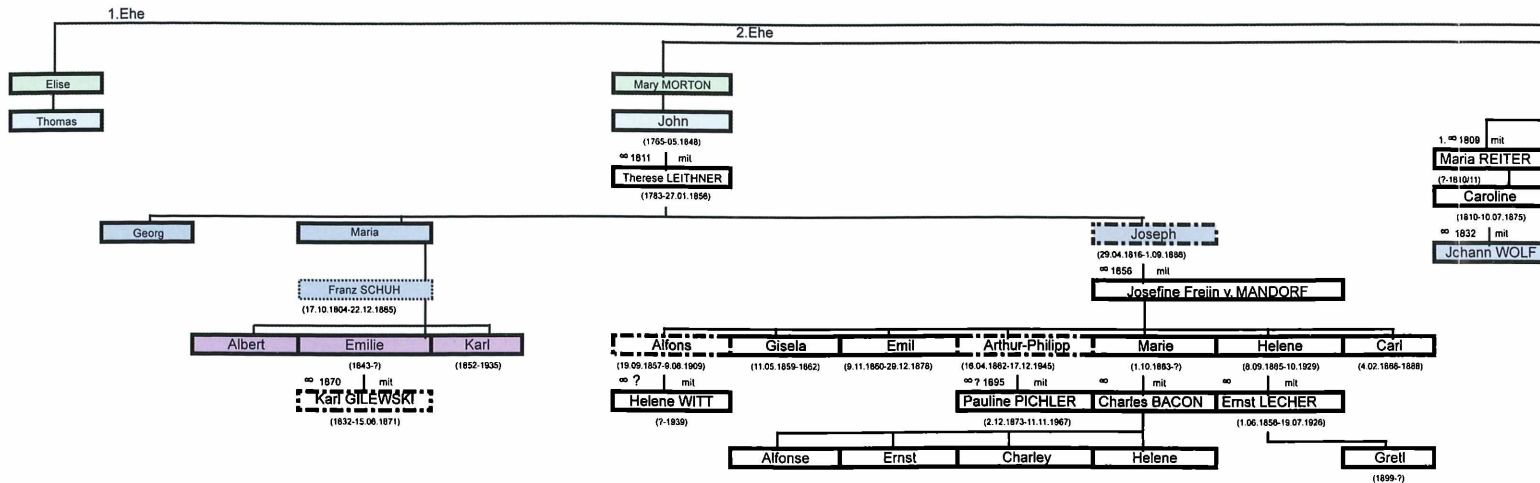 1.Ehe
2.Ehe
Elise
Mary MORTON
Thomas
John
(1765-05.1848)
∞ 1811 mit
Therese LEITHNER
(1783-27.01.1856)
1. ∞ 1809 mit
Maria REITER
(?-1810/11)
Caroline
(1810-10.07.1875)
∞ 1832 mit
Johann WOLF
Georg
Maria
Joseph
(29.04.1816-1.09.1888)
∞ 1856 mit
Josefine Freiin v. MANDORF
Franz SCHUH
(17.10.1804-22.12.1865)
Albert
Emilie
Karl
(1843-?)
(1852-1935)
∞ 1870 mit
Karl GILEWSKI
(1832-15.06.1871)
Alfons
Gisela
Emil
Arthur-Philipp
Marie
Helene
Carl
(19.09.1857-9.08.1909)
(11.05.1859-1862)
(9.11.1860-29.12.1878)
(16.04.1862-17.12.1945)
(1.10.1863-?)
(8.09.1865-10.1929)
(4.02.1866-1888)
∞ ? mit
∞ ? 1895 mit
∞ mit
∞ mit
Helene WITT
Pauline PICHLER
Charles BACON
Ernst LECHER
(?-1939)
(2.12.1873-11.11.1967)
(1.06.1856-19.07.1926)
Alfonse
Ernst
Charley
Helene
Gretl
(1899-?)